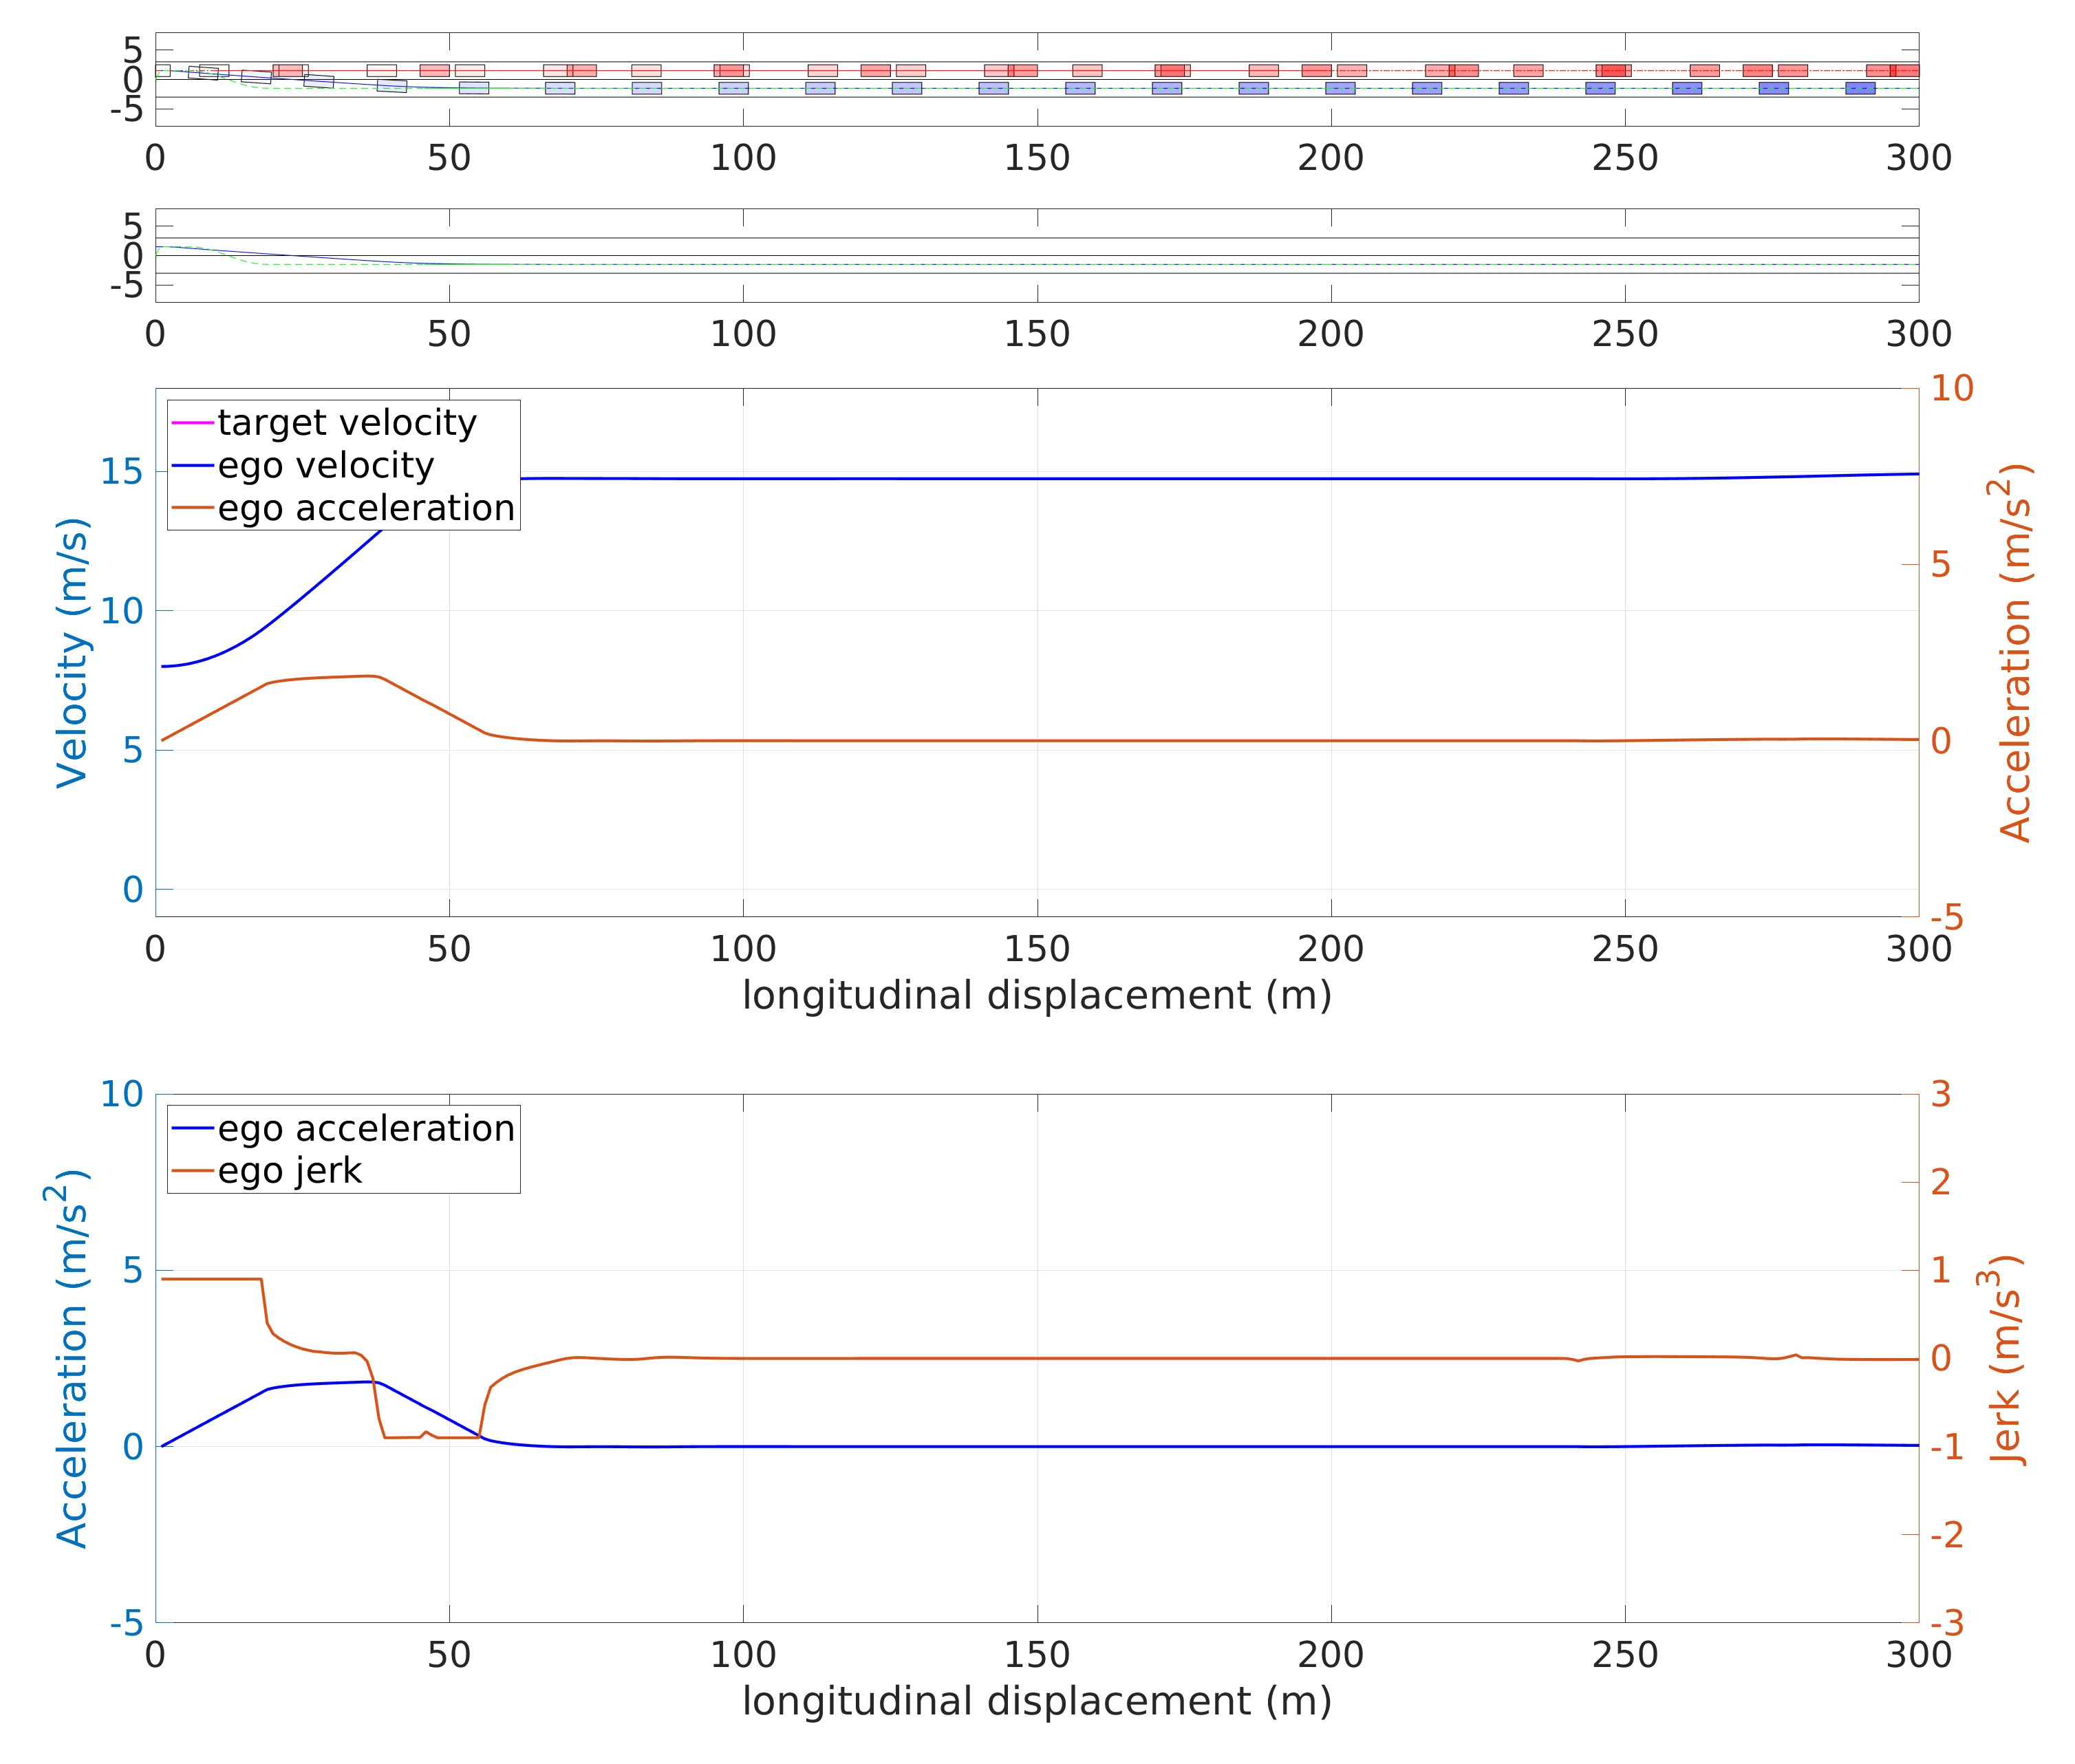 5
0
-5
0 50 100 150 200 250 300
5
0
-5
0 50 100 150 200 250 300
target velocity
ego velocity
ego acceleration
15
10
5
0
Velocity (m/s)
10
5
0
-5
Acceleration (m/s²)
0 50 100 150 200 250 300
longitudinal displacement (m)
ego acceleration
ego jerk
10
5
0
-5
Acceleration (m/s²)
3
2
1
0
-1
-2
-3
Jerk (m/s³)
0 50 100 150 200 250 300
longitudinal displacement (m)